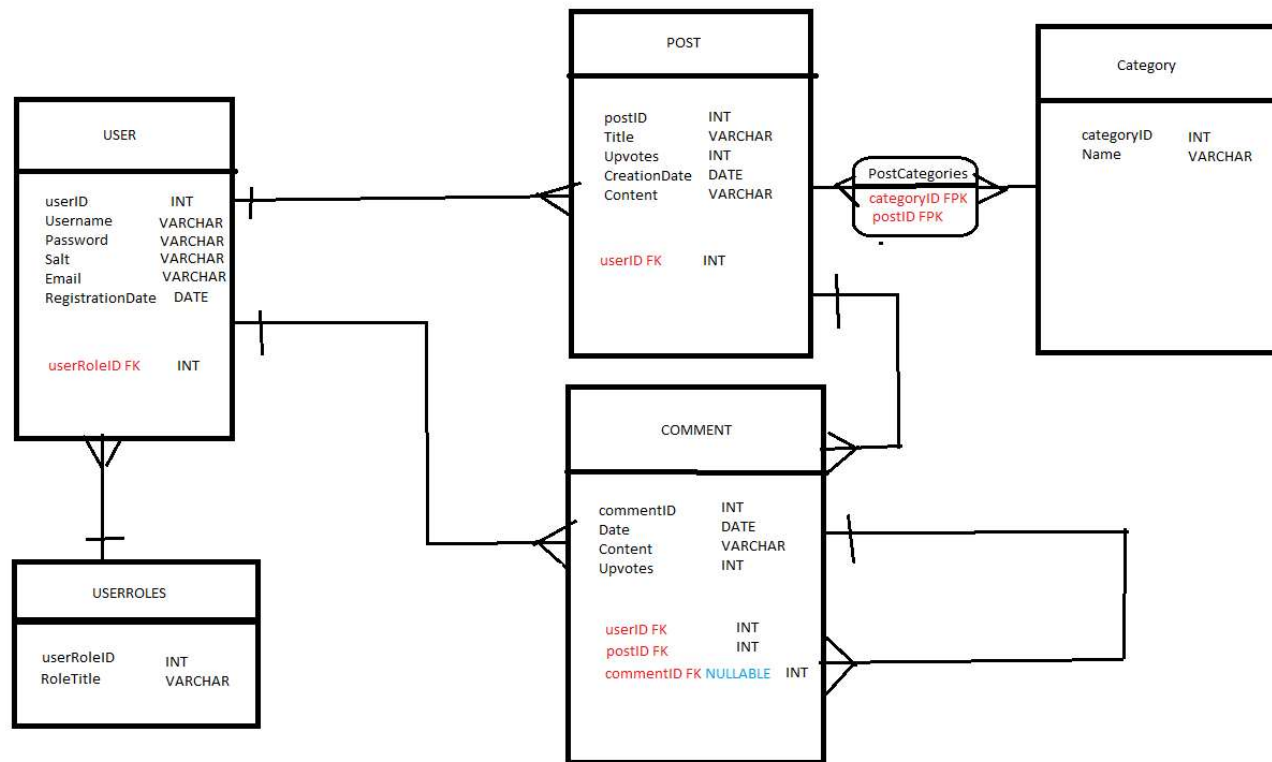 USER
userID INT
Username VARCHAR
Password VARCHAR
Salt VARCHAR
Email VARCHAR
RegistrationDate DATE
userRoleID FK INT
USERROLES
userRoleID INT
RoleTitle VARCHAR
POST
postID INT
Title VARCHAR
Upvotes INT
CreationDate DATE
Content VARCHAR
userID FK INT
PostCategories
categoryID FPK
postID FPK
Category
categoryID INT
Name VARCHAR
COMMENT
commentID INT
Date DATE
Content VARCHAR
Upvotes INT
userID FK INT
postID FK INT
commentID FK NULLABLE INT